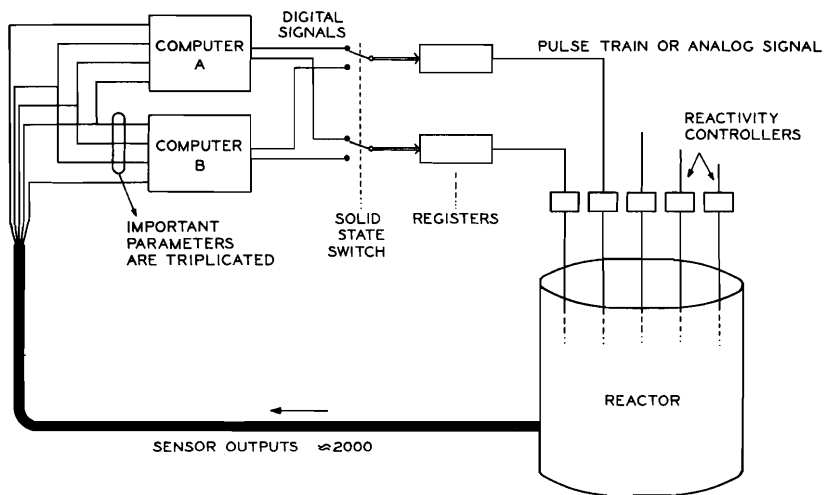 DIGITAL
SIGNALS
COMPUTER
A
PULSE TRAIN OR ANALOG SIGNAL
REACTIVITY
CONTROLLERS
COMPUTER
B
IMPORTANT
PARAMETERS
ARE TRIPLICATED
SOLID
STATE
SWITCH
REGISTERS
REACTOR
SENSOR OUTPUTS ≈2000